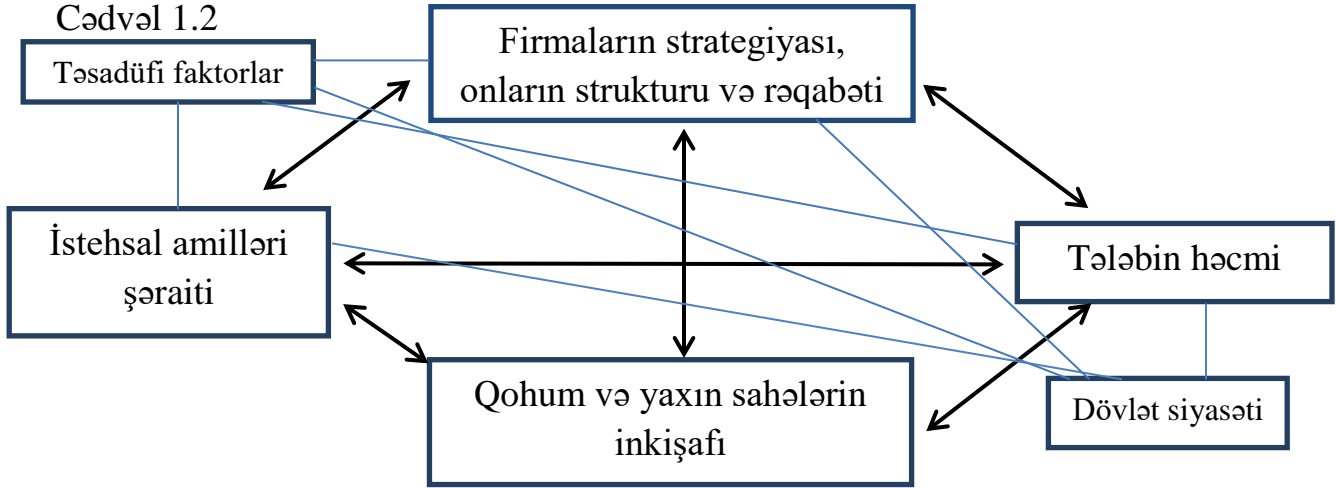 Cədvəl 1.2
Təsadüfi faktorlar
Firmaların strategiyası,
onların strukturu və rəqabəti
İstehsal amilləri
şəraiti
Tələbin həcmi
Qohum və yaxın sahələrin
inkişafı
Dövlət siyasəti